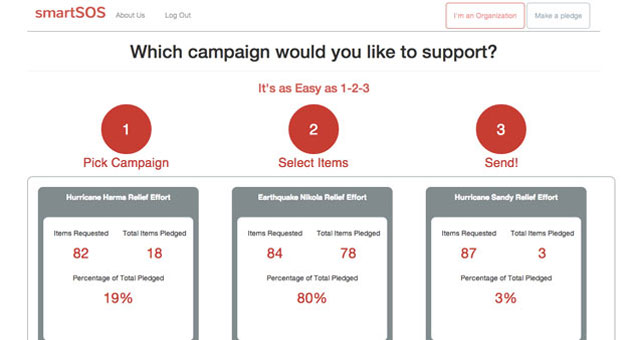 smartSOS About Us Log Out I'm an Organization Make a pledge
Which campaign would you like to support?
It's as Easy as 1-2-3
1 2 3
Pick Campaign Select Items Send!
Hurricane Harms Relief Effort Earthquake Nikola Relief Effort Hurricane Sandy Relief Effort
Items Requested Total Items Pledged Items Requested Total Items Pledged Items Requested Total Items Pledged
82 18 84 78 87 3
Percentage of Total Pledged Percentage of Total Pledged Percentage of Total Pledged
19% 80% 3%